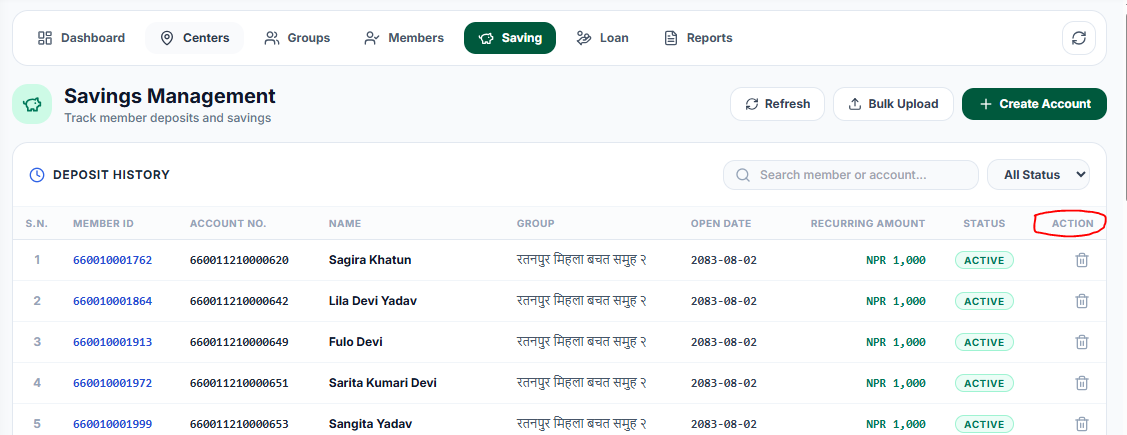 Dashboard Centers Groups Members Saving Loan Reports
Savings Management
Track member deposits and savings
Refresh Bulk Upload + Create Account
DEPOSIT HISTORY
Search member or account... All Status
S.N. MEMBER ID ACCOUNT NO. NAME GROUP OPEN DATE RECURRING AMOUNT STATUS ACTION
1 660010001762 660011210000620 Sagira Khatun रतनपुर मिहला बचत समुह २ 2083-08-02 NPR 1,000 ACTIVE
2 660010001864 660011210000642 Lila Devi Yadav रतनपुर मिहला बचत समुह २ 2083-08-02 NPR 1,000 ACTIVE
3 660010001913 660011210000649 Fulo Devi रतनपुर मिहला बचत समुह २ 2083-08-02 NPR 1,000 ACTIVE
4 660010001972 660011210000651 Sarita Kumari Devi रतनपुर मिहला बचत समुह २ 2083-08-02 NPR 1,000 ACTIVE
5 660010001999 660011210000653 Sangita Yadav रतनपुर मिहला बचत समुह २ 2083-08-02 NPR 1,000 ACTIVE